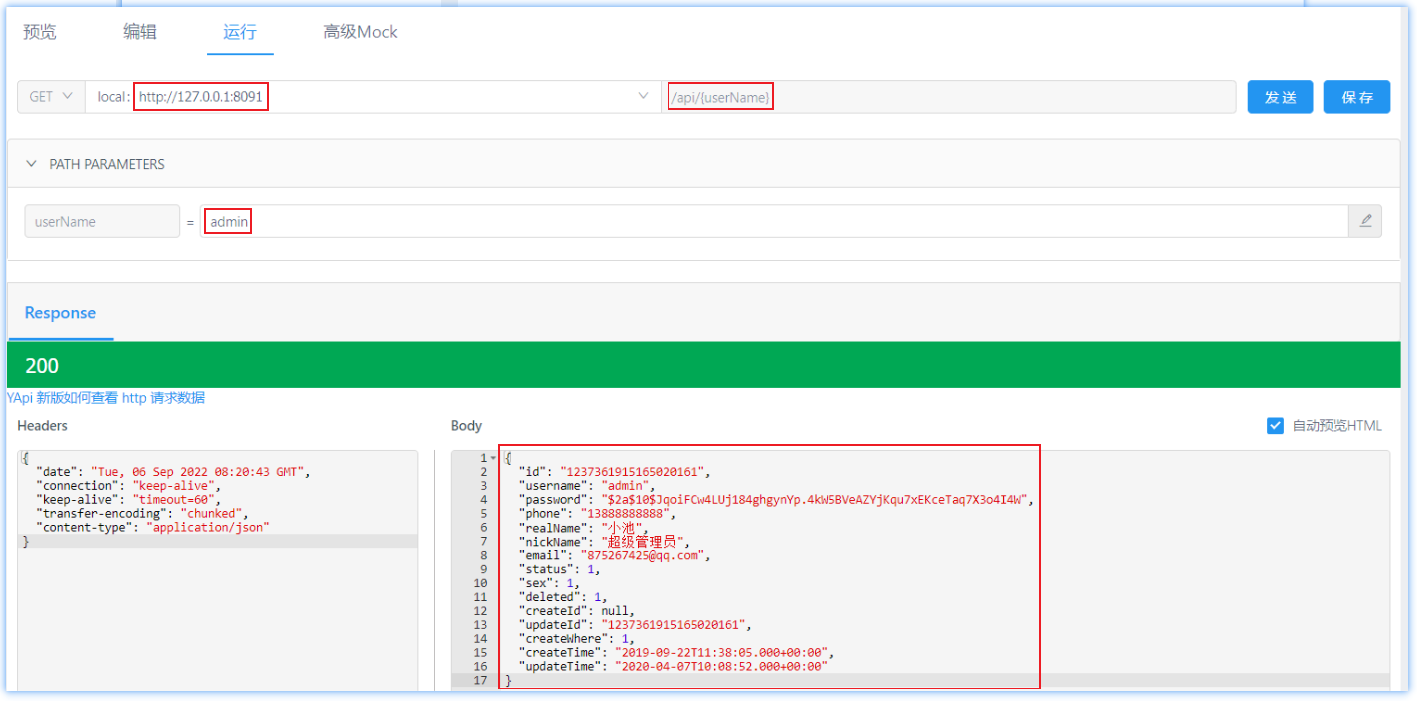 预览 编辑 运行 高级Mock
GET local: http://127.0.0.1:8091 /api/{userName} 发送 保存
PATH PARAMETERS
userName = admin
Response
200
YApi 新版如何查看 http 请求数据
Headers Body 自动预览HTML
{
"date": "Tue, 06 Sep 2022 08:20:43 GMT",
"connection": "keep-alive",
"keep-alive": "timeout=60",
"transfer-encoding": "chunked",
"content-type": "application/json"
}
1 {
2 "id": "1237361915165020161",
3 "username": "admin",
4 "password": "$2a$10$JqoiFCw4LUj184ghgynYp.4kW5BVeAZYjKqu7xEKceTaq7X3o4I4W",
5 "phone": "13888888888",
6 "realName": "小池",
7 "nickName": "超级管理员",
8 "email": "875267425@qq.com",
9 "status": 1,
10 "sex": 1,
11 "deleted": 1,
12 "createId": null,
13 "updateId": "1237361915165020161",
14 "createWhere": 1,
15 "createTime": "2019-09-22T11:38:05.000+00:00",
16 "updateTime": "2020-04-07T10:08:52.000+00:00"
17 }